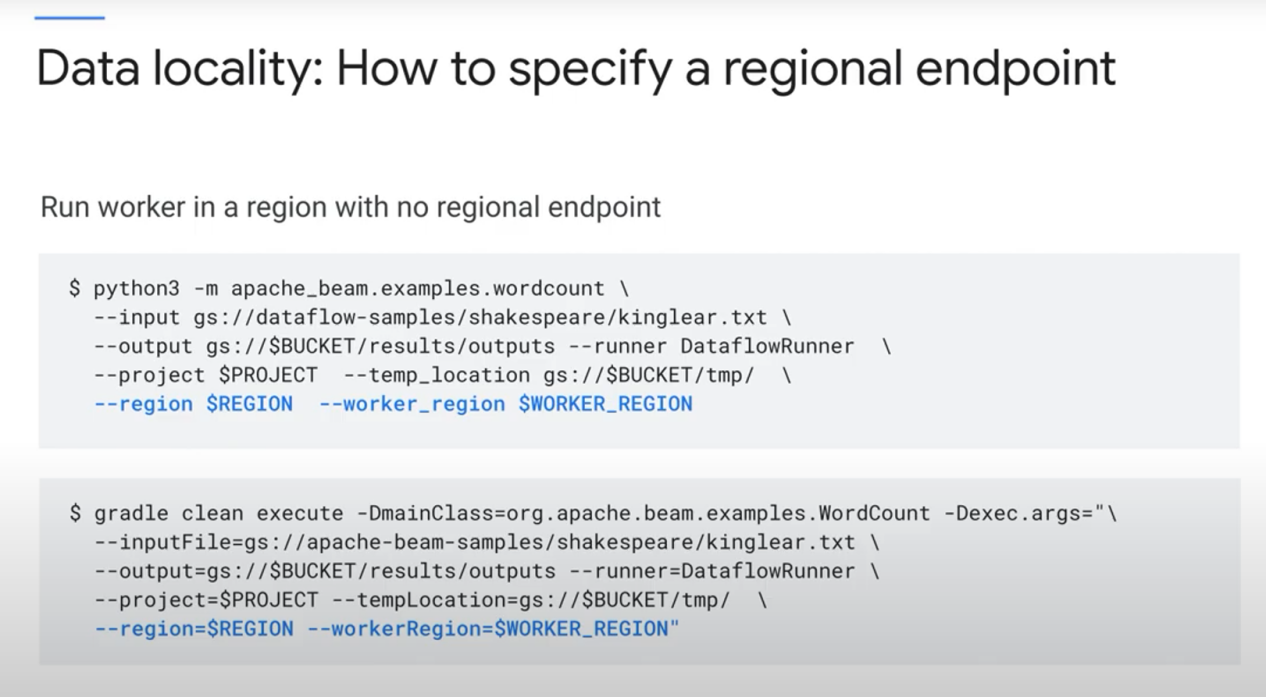 Data locality: How to specify a regional endpoint
Run worker in a region with no regional endpoint
$ python3 -m apache_beam.examples.wordcount \
--input gs://dataflow-samples/shakespeare/kinglear.txt \
--output gs://$BUCKET/results/outputs --runner DataflowRunner  \
--project $PROJECT  --temp_location gs://$BUCKET/tmp/  \
--region $REGION  --worker_region $WORKER_REGION
$ gradle clean execute -DmainClass=org.apache.beam.examples.WordCount -Dexec.args="\
--inputFile=gs://apache-beam-samples/shakespeare/kinglear.txt \
--output=gs://$BUCKET/results/outputs --runner=DataflowRunner \
--project=$PROJECT --tempLocation=gs://$BUCKET/tmp/  \
--region=$REGION --workerRegion=$WORKER_REGION"